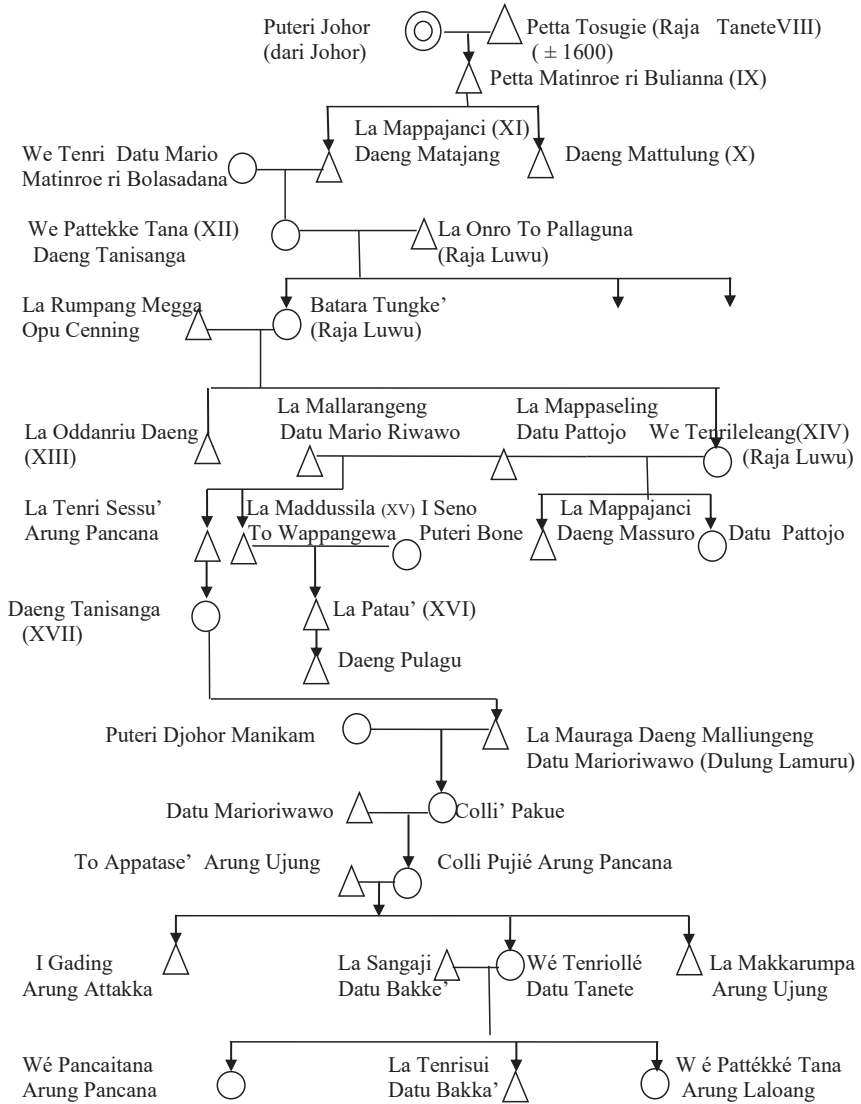 Puteri Johor
(dari Johor)
Petta Tosugie (Raja TaneteVIII)
( ± 1600)
Petta Matinroe ri Bulianna (IX)
La Mappajanci (XI)
Daeng Matajang
Daeng Mattulung (X)
We Tenri Datu Mario
Matinroe ri Bolasadana
We Pattekke Tana (XII)
Daeng Tanisanga
La Onro To Pallaguna
(Raja Luwu)
La Rumpang Megga
Opu Cenning
Batara Tungke’
(Raja Luwu)
La Oddanriu Daeng
(XIII)
La Mallarangeng
Datu Mario Riwawo
La Mappaseling
Datu Pattojo
We Tenrileleang(XIV)
(Raja Luwu)
La Tenri Sessu’
Arung Pancana
La Maddussila (XV)
To Wappangewa
I Seno
Puteri Bone
La Mappajanci
Daeng Massuro
Datu Pattojo
Daeng Tanisanga
(XVII)
La Patau’ (XVI)
Daeng Pulagu
Puteri Djohor Manikam
La Mauraga Daeng Malliungeng
Datu Marioriwawo (Dulung Lamuru)
Datu Marioriwawo
Colli’ Pakue
To Appatase’ Arung Ujung
Colli Pujié Arung Pancana
I Gading
Arung Attakka
La Sangaji
Datu Bakke’
Wé Tenriollé
Datu Tanete
La Makkarumpa
Arung Ujung
Wé Pancaitana
Arung Pancana
La Tenrisui
Datu Bakka’
W é Pattékké Tana
Arung Laloang